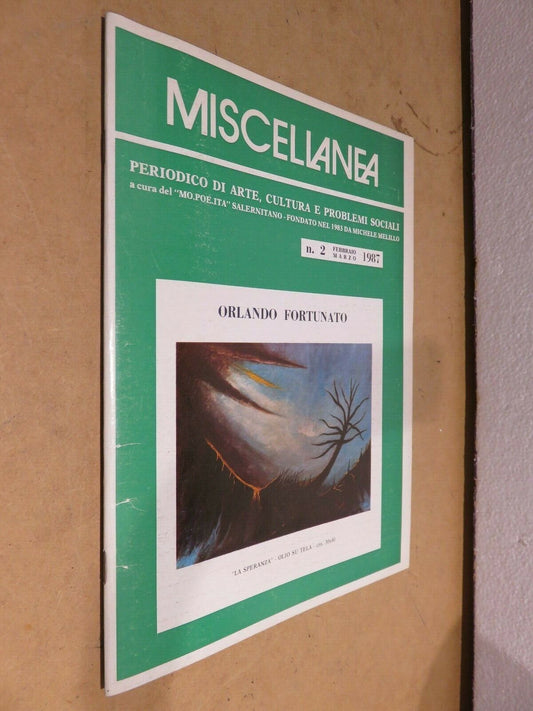 MISCELLANEA
PERIODICO DI ARTE, CULTURA E PROBLEMI SOCIALI
a cura del "MO.POE.ITA" SALERNITANO - FONDATO NEL 1983 DA MICHELE MELILLO
n. 2 FEBBRAIO MARZO 1987
ORLANDO FORTUNATO
"LA SPERANZA" - OLIO SU TELA - cm.